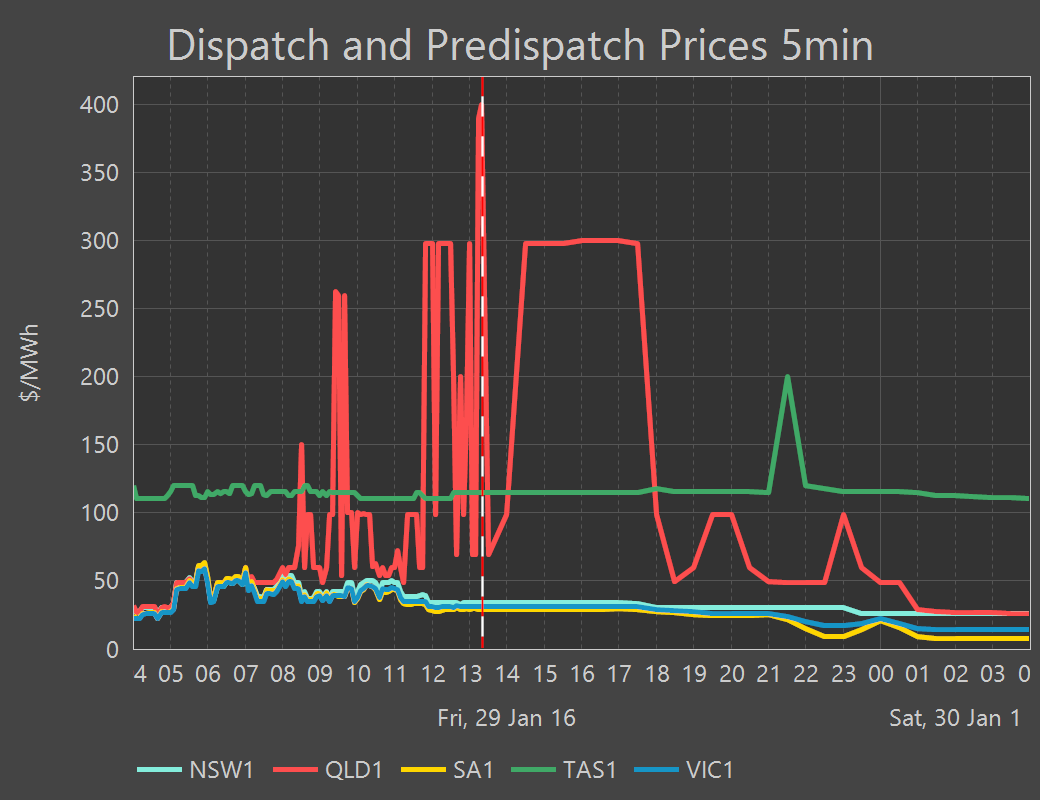 Dispatch and Predispatch Prices 5min
$/MWh
400
350
300
250
200
150
100
50
0
4 05 06 07 08 09 10 11 12 13 14 15 16 17 18 19 20 21 22 23 00 01 02 03 0
Fri, 29 Jan 16 Sat, 30 Jan 1
NSW1 QLD1 SA1 TAS1 VIC1